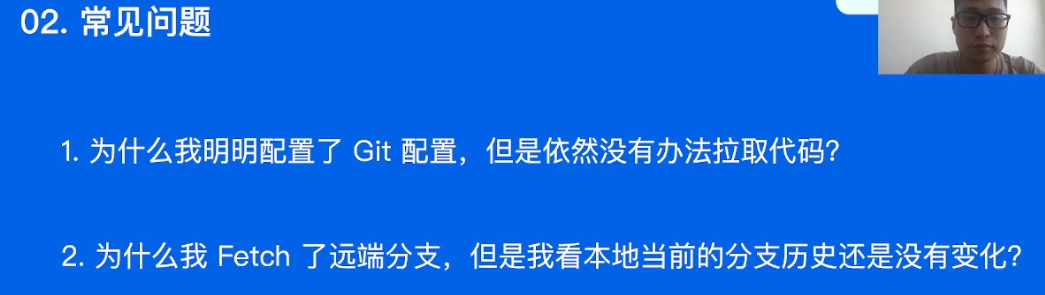 02. 常见问题
1. 为什么我明明配置了 Git 配置，但是依然没有办法拉取代码？
2. 为什么我 Fetch 了远端分支，但是我看本地当前的分支历史还是没有变化？